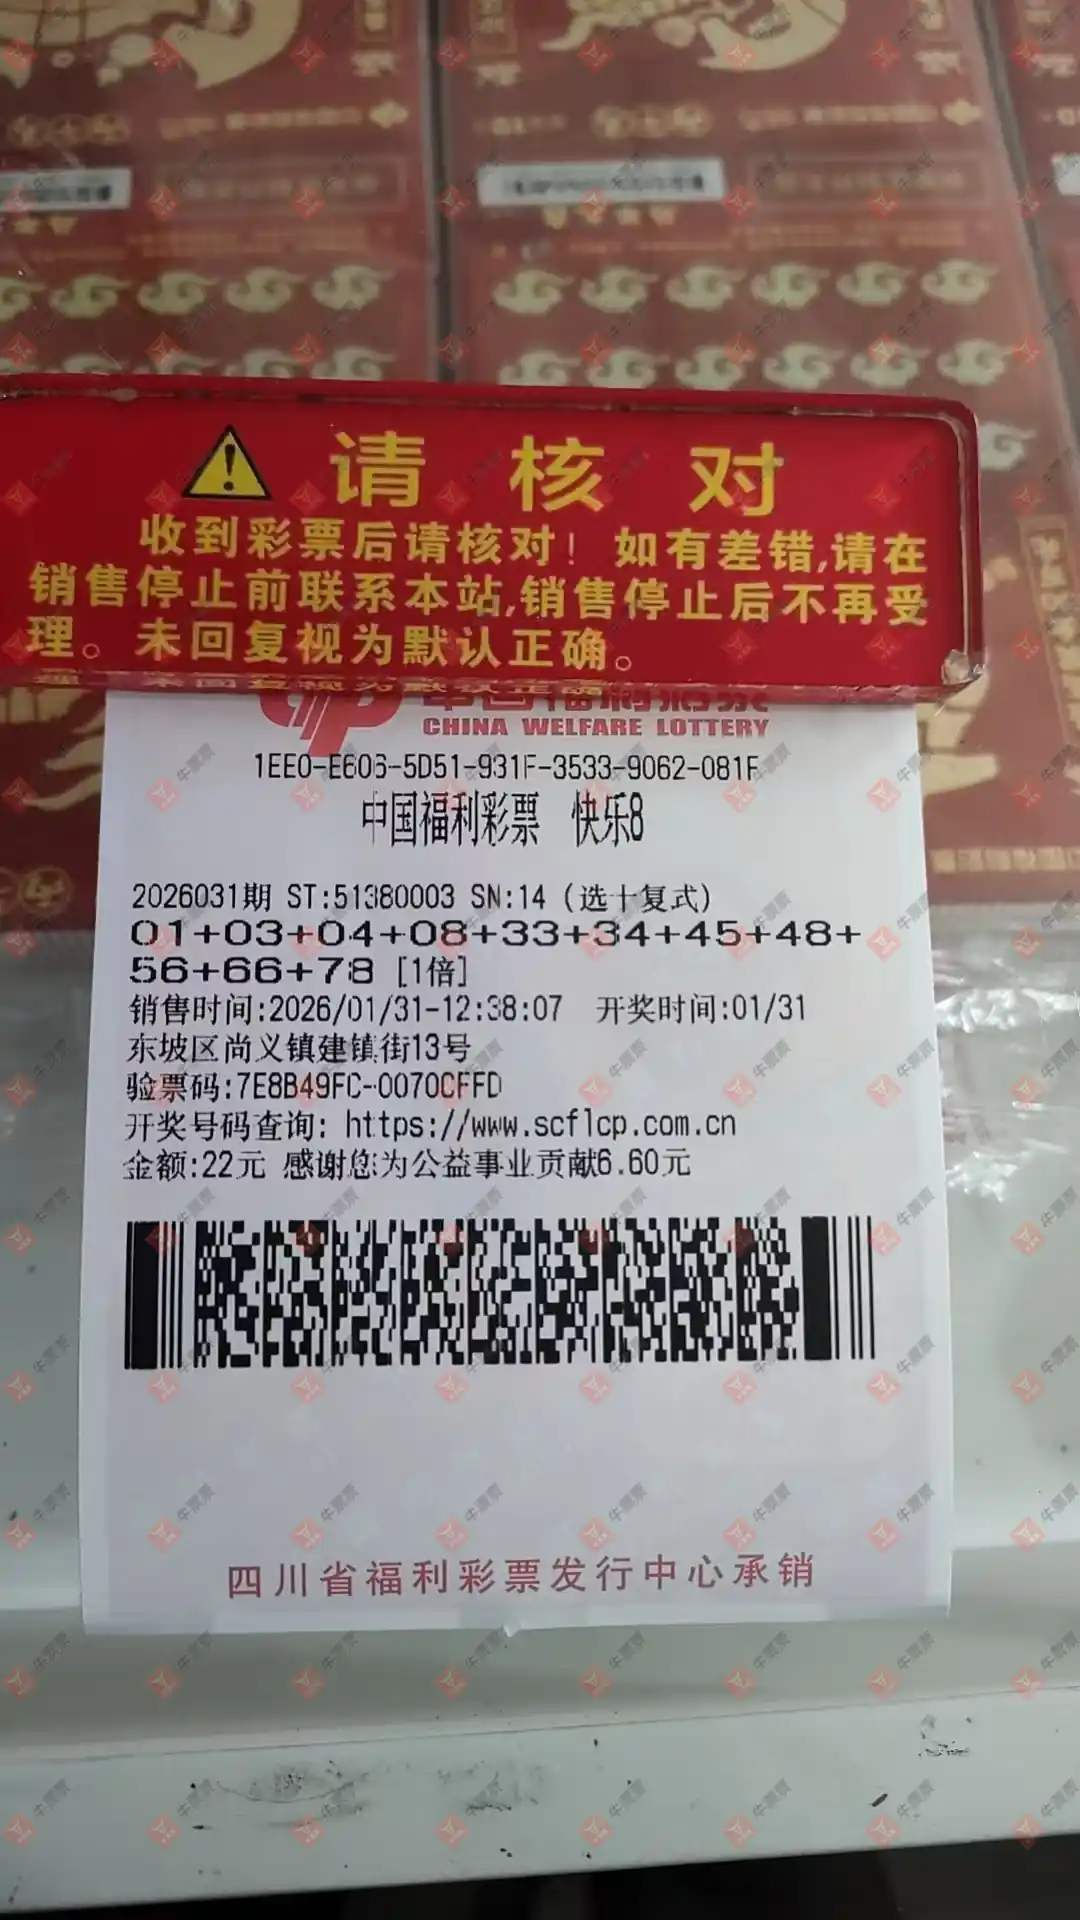 请 核 对
收到彩票后请核对！如有差错,请在
销售停止前联系本站,销售停止后不再受
理。未回复视为默认正确。
CHINA WELFARE LOTTERY
1EE0-E606-5D51-931F-3533-9062-081F
中国福利彩票 快乐8
2026031期 ST:51380003 SN:14 (选十复式)
01+03+04+08+33+34+45+48+
56+66+78 [1倍]
销售时间:2026/01/31-12:38:07 开奖时间:01/31
东坡区尚义镇建镇街13号
验票码:7E8B49FC-0070CFFD
开奖号码查询: https://www.scflcp.com.cn
金额:22元 感谢您为公益事业贡献6.60元
四川省福利彩票发行中心承销
牛票票